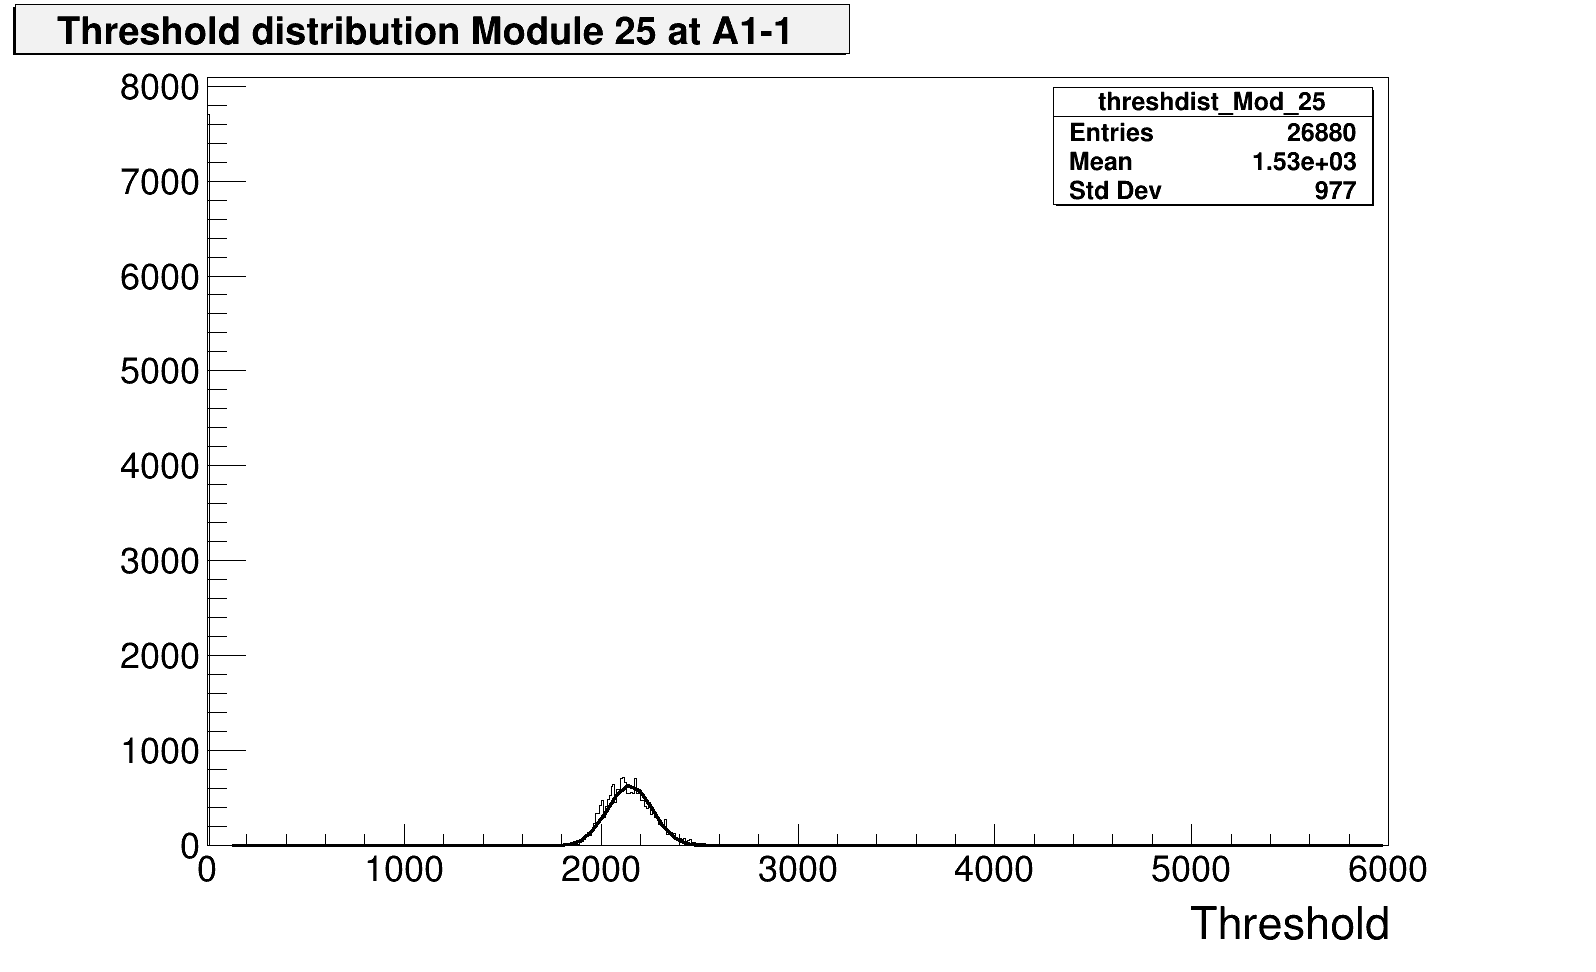 Threshold distribution Module 25 at A1-1
threshdist_Mod_25
Entries 26880
Mean 1.53e+03
Std Dev 977
8000
7000
6000
5000
4000
3000
2000
1000
0
0 1000 2000 3000 4000 5000 6000
Threshold